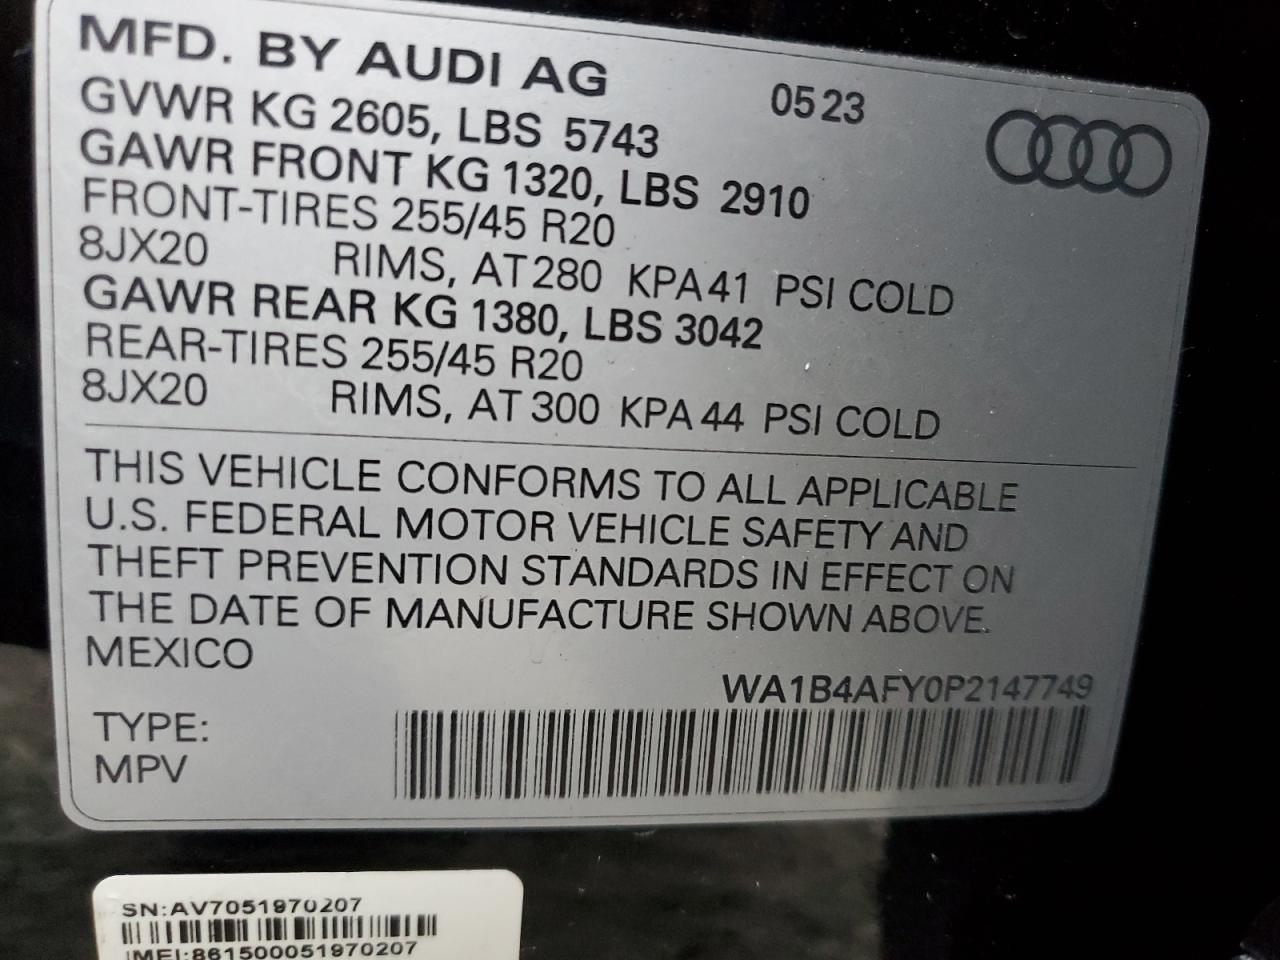 MFD. BY AUDI AG 0523
GVWR KG 2605, LBS 5743
GAWR FRONT KG 1320, LBS 2910
FRONT-TIRES 255/45 R20
8JX20 RIMS, AT 280 KPA 41 PSI COLD
GAWR REAR KG 1380, LBS 3042
REAR-TIRES 255/45 R20
8JX20 RIMS, AT 300 KPA 44 PSI COLD
THIS VEHICLE CONFORMS TO ALL APPLICABLE
U.S. FEDERAL MOTOR VEHICLE SAFETY AND
THEFT PREVENTION STANDARDS IN EFFECT ON
THE DATE OF MANUFACTURE SHOWN ABOVE.
MEXICO
WA1B4AFY0P2147749
TYPE:
MPV
SN:AV7051970207
IMEI:861500051970207